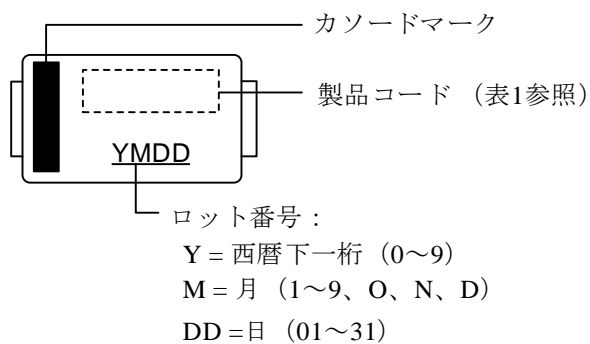 カソードマーク
製品コード （表1参照）
YMDD
ロット番号：
Y = 西暦下一桁（0～9）
M = 月（1～9、O、N、D）
DD =日（01～31）